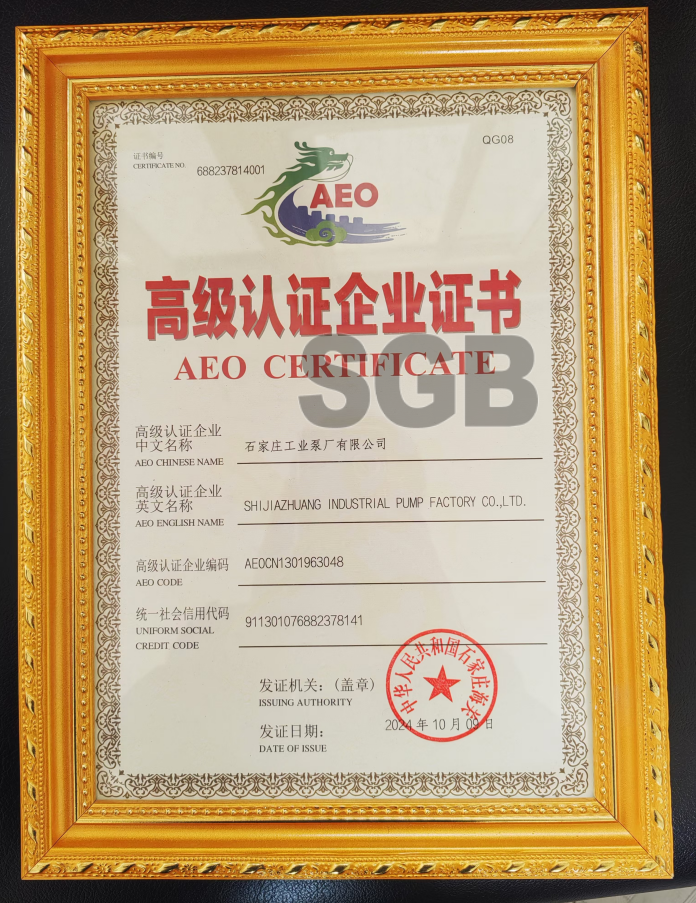 证书编号
CERTIFICATE NO.
688237814001
QG08
AEO
高级认证企业证书
AEO CERTIFICATE
SGB
高级认证企业
中文名称
AEO CHINESE NAME
石家庄工业泵厂有限公司
高级认证企业
英文名称
AEO ENGLISH NAME
SHIJIAZHUANG INDUSTRIAL PUMP FACTORY CO.,LTD.
高级认证企业编码
AEO CODE
AEOCN1301963048
统一社会信用代码
UNIFORM SOCIAL
CREDIT CODE
911301076882378141
发证机关：(盖章)
ISSUING AUTHORITY
中华人民共和国石家庄海关
发证日期：
DATE OF ISSUE
2024 年 10 月 09 日